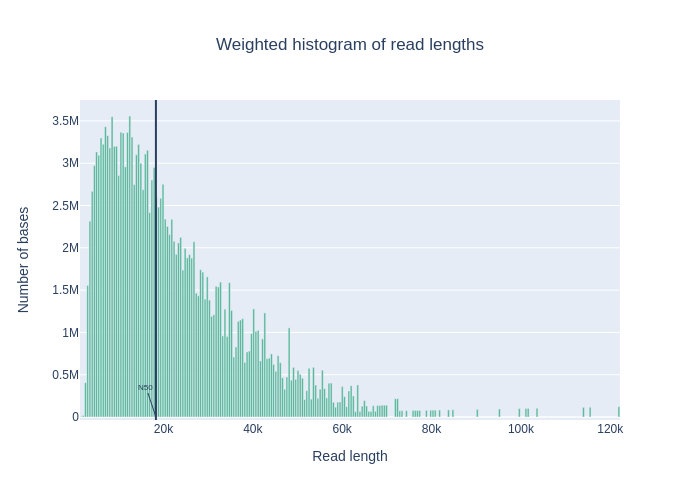 Weighted histogram of read lengths
Number of bases
3.5M
3M
2.5M
2M
1.5M
1M
0.5M
0
N50
20k
40k
60k
80k
100k
120k
Read length